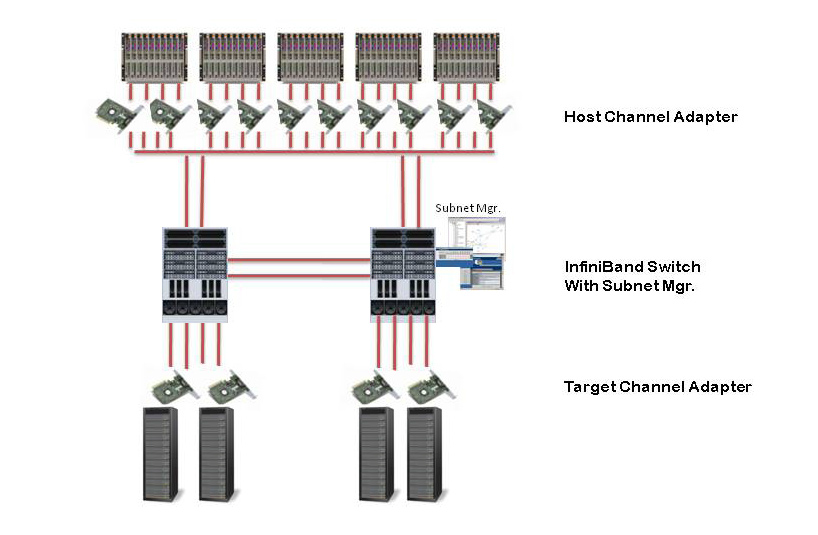 Host Channel Adapter
Subnet Mgr.
InfiniBand Switch
With Subnet Mgr.
Target Channel Adapter